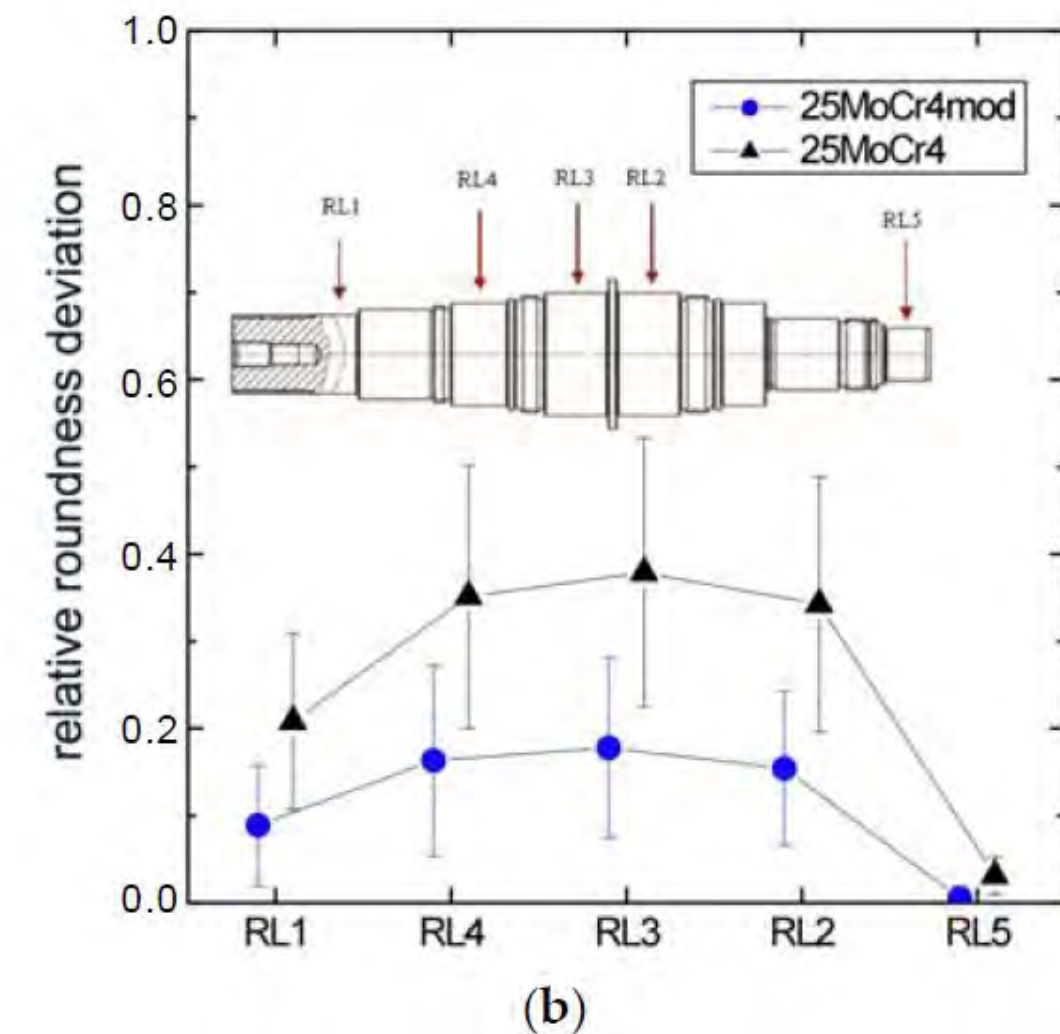 1.0
25MoCr4mod
25MoCr4
0.8
RL1
RL4
RL3
RL2
RL5
0.6
0.4
0.2
0.0
relative roundness deviation
RL1 RL4 RL3 RL2 RL5
(b)